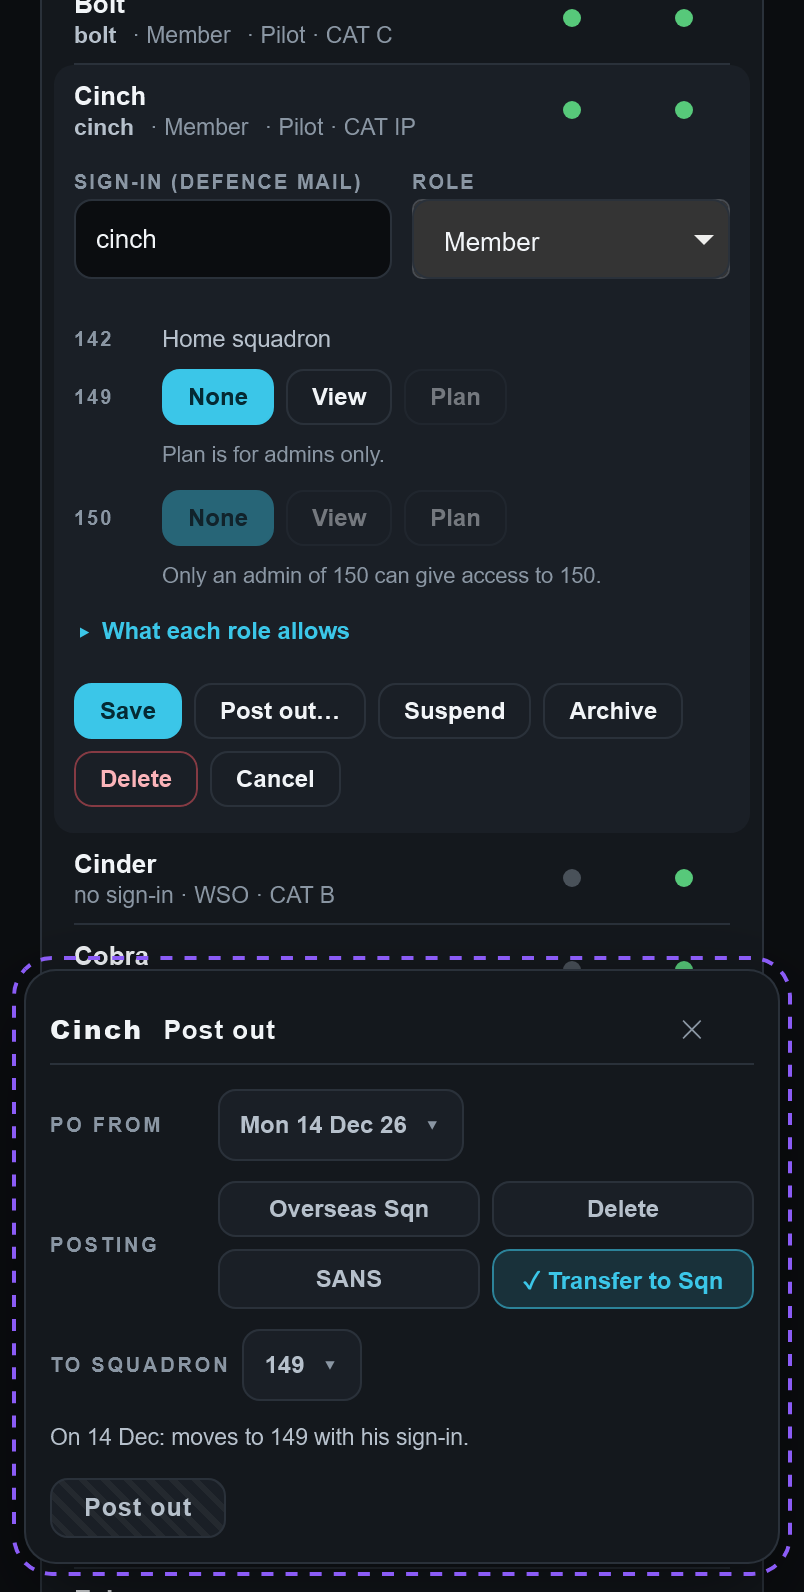 Bolt
bolt · Member · Pilot · CAT C
Cinch
cinch · Member · Pilot · CAT IP
SIGN-IN (DEFENCE MAIL) ROLE
cinch Member
142 Home squadron
149 None View Plan
Plan is for admins only.
150 None View Plan
Only an admin of 150 can give access to 150.
▸ What each role allows
Save Post out... Suspend Archive
Delete Cancel
Cinder
no sign-in · WSO · CAT B
Cobra
Cinch Post out
PO FROM Mon 14 Dec 26 ▾
POSTING
Overseas Sqn Delete
SANS ✓ Transfer to Sqn
TO SQUADRON 149 ▾
On 14 Dec: moves to 149 with his sign-in.
Post out